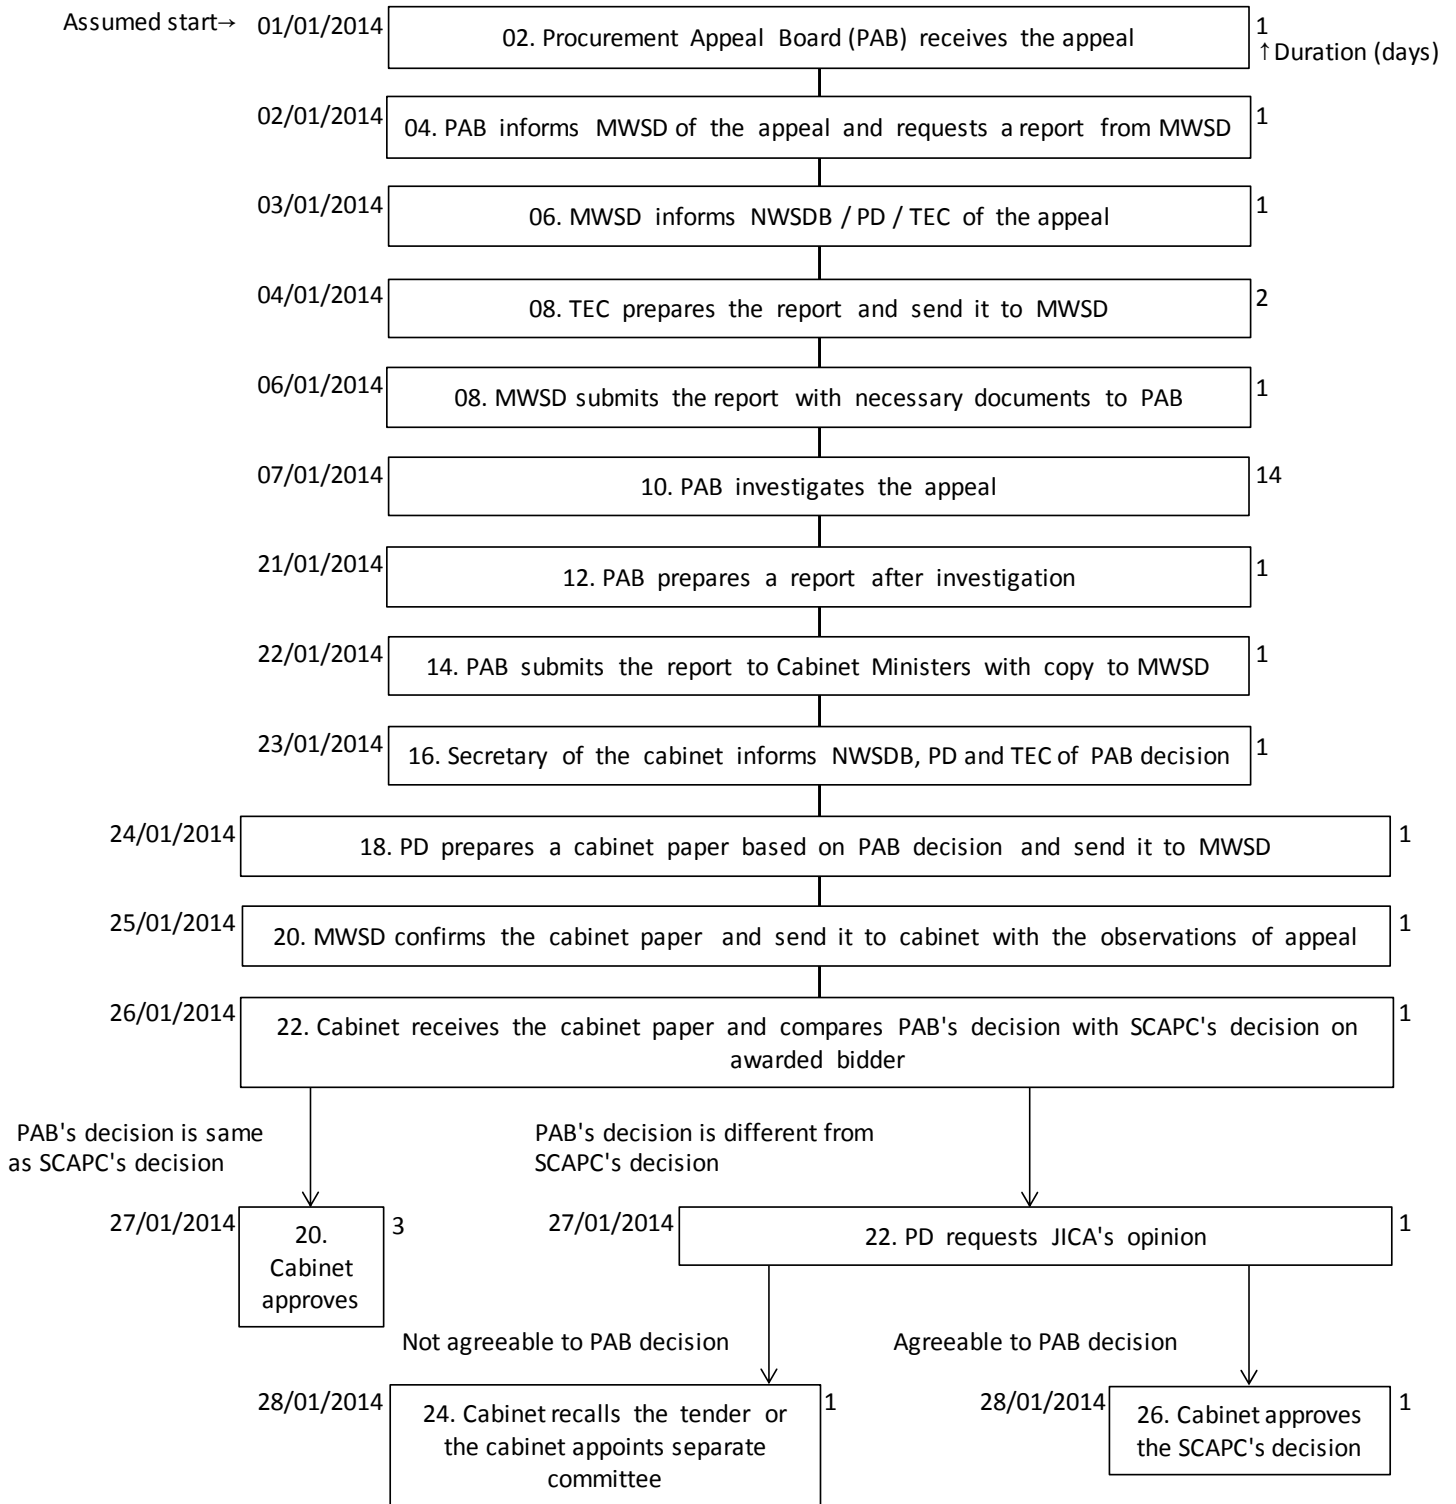 Assumed start→ 01/01/2014
02. Procurement Appeal Board (PAB) receives the appeal
1
↑Duration (days)
02/01/2014
04. PAB informs MWSD of the appeal and requests a report from MWSD
1
03/01/2014
06. MWSD informs NWSDB / PD / TEC of the appeal
1
04/01/2014
08. TEC prepares the report and send it to MWSD
2
06/01/2014
08. MWSD submits the report with necessary documents to PAB
1
07/01/2014
10. PAB investigates the appeal
14
21/01/2014
12. PAB prepares a report after investigation
1
22/01/2014
14. PAB submits the report to Cabinet Ministers with copy to MWSD
1
23/01/2014
16. Secretary of the cabinet informs NWSDB, PD and TEC of PAB decision
1
24/01/2014
18. PD prepares a cabinet paper based on PAB decision and send it to MWSD
1
25/01/2014
20. MWSD confirms the cabinet paper and send it to cabinet with the observations of appeal
1
26/01/2014
22. Cabinet receives the cabinet paper and compares PAB's decision with SCAPC's decision on
awarded bidder
1
PAB's decision is same
as SCAPC's decision
PAB's decision is different from
SCAPC's decision
27/01/2014
20.
Cabinet
approves
3
27/01/2014
22. PD requests JICA's opinion
1
Not agreeable to PAB decision
Agreeable to PAB decision
28/01/2014
24. Cabinet recalls the tender or
the cabinet appoints separate
committee
1
28/01/2014
26. Cabinet approves
the SCAPC's decision
1